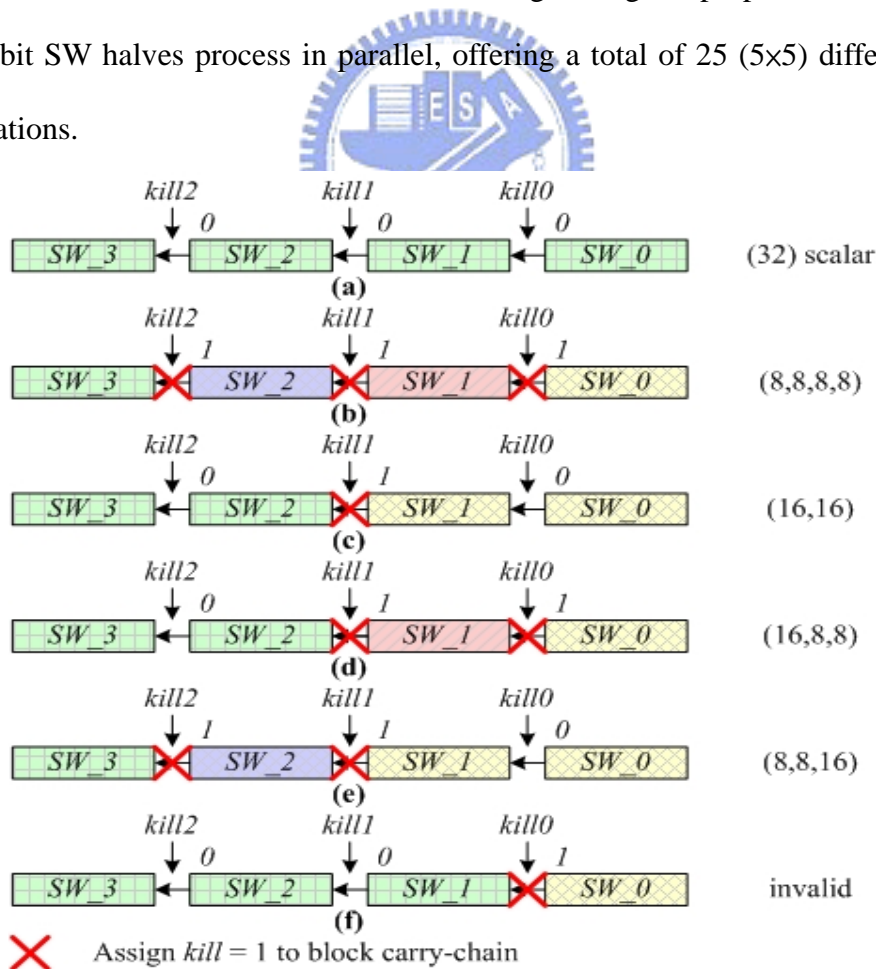 bit SW halves process in parallel, offering a total of 25 (5×5) diffe
ations.
E S A
kill2 kill1 kill0
0 0 0
SW_3 SW_2 SW_1 SW_0 (32) scalar
(a)
kill2 kill1 kill0
1 1 1
SW_3 SW_2 SW_1 SW_0 (8,8,8,8)
(b)
kill2 kill1 kill0
0 1 0
SW_3 SW_2 SW_1 SW_0 (16,16)
(c)
kill2 kill1 kill0
0 1 1
SW_3 SW_2 SW_1 SW_0 (16,8,8)
(d)
kill2 kill1 kill0
1 1 0
SW_3 SW_2 SW_1 SW_0 (8,8,16)
(e)
kill2 kill1 kill0
0 0 1
SW_3 SW_2 SW_1 SW_0 invalid
(f)
Assign kill = 1 to block carry-chain